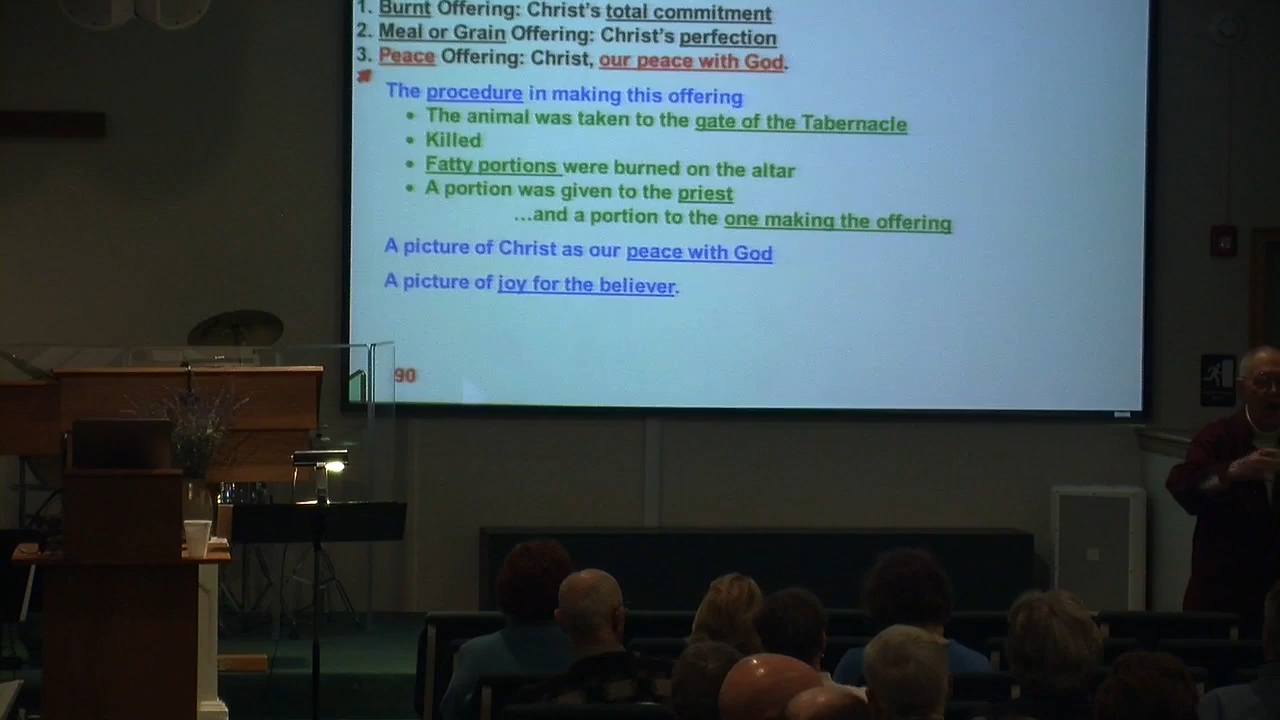 1. Burnt Offering: Christ's total commitment
2. Meal or Grain Offering: Christ's perfection
3. Peace Offering: Christ, our peace with God.
The procedure in making this offering
• The animal was taken to the gate of the Tabernacle
• Killed
• Fatty portions were burned on the altar
• A portion was given to the priest
...and a portion to the one making the offering
A picture of Christ as our peace with God
A picture of joy for the believer.
90